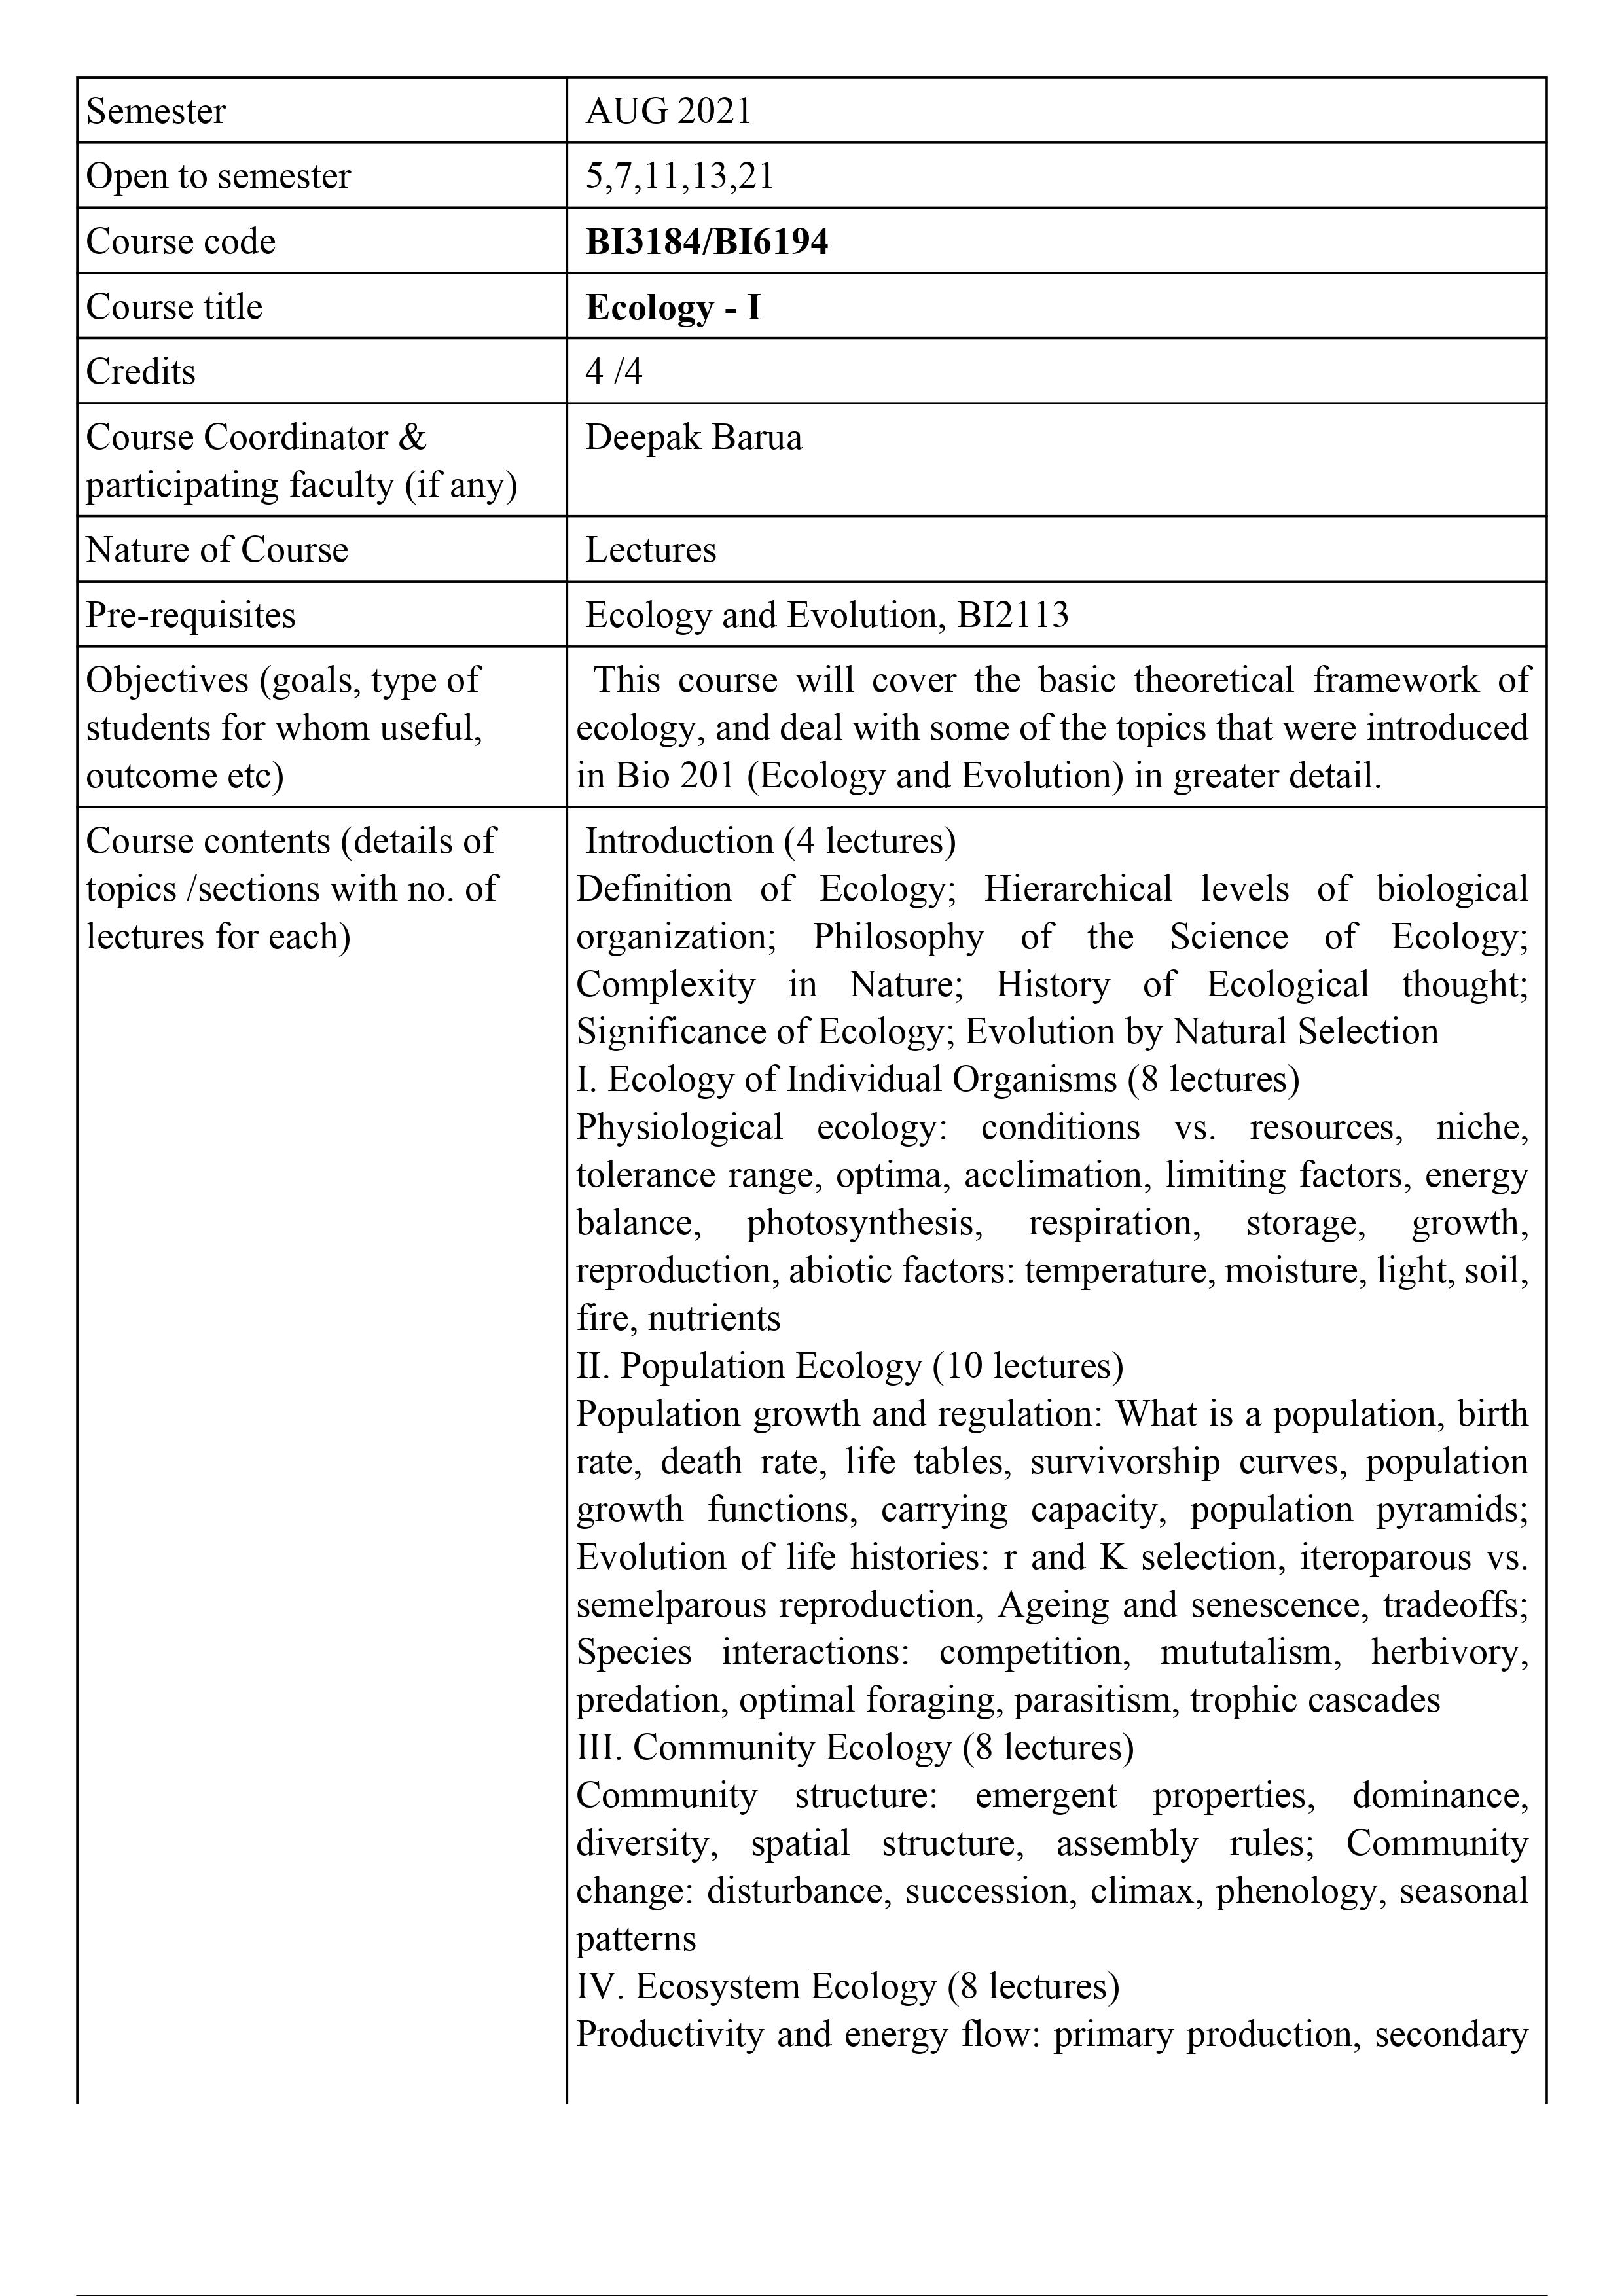 Semester AUG 2021
Open to semester 5,7,11,13,21
Course code BI3184/BI6194
Course title Ecology - I
Credits 4 /4
Course Coordinator & Deepak Barua
participating faculty (if any)
Nature of Course Lectures
Pre-requisites Ecology and Evolution, BI2113
Objectives (goals, type of
students for whom useful,
outcome etc)
This course will cover the basic theoretical framework of
ecology, and deal with some of the topics that were introduced
in Bio 201 (Ecology and Evolution) in greater detail.
Course contents (details of
topics /sections with no. of
lectures for each)
Introduction (4 lectures)
Definition of Ecology; Hierarchical levels of biological
organization; Philosophy of the Science of Ecology;
Complexity in Nature; History of Ecological thought;
Significance of Ecology; Evolution by Natural Selection
I. Ecology of Individual Organisms (8 lectures)
Physiological ecology: conditions vs. resources, niche,
tolerance range, optima, acclimation, limiting factors, energy
balance, photosynthesis, respiration, storage, growth,
reproduction, abiotic factors: temperature, moisture, light, soil,
fire, nutrients
II. Population Ecology (10 lectures)
Population growth and regulation: What is a population, birth
rate, death rate, life tables, survivorship curves, population
growth functions, carrying capacity, population pyramids;
Evolution of life histories: r and K selection, iteroparous vs.
semelparous reproduction, Ageing and senescence, tradeoffs;
Species interactions: competition, mututalism, herbivory,
predation, optimal foraging, parasitism, trophic cascades
III. Community Ecology (8 lectures)
Community structure: emergent properties, dominance,
diversity, spatial structure, assembly rules; Community
change: disturbance, succession, climax, phenology, seasonal
patterns
IV. Ecosystem Ecology (8 lectures)
Productivity and energy flow: primary production, secondary